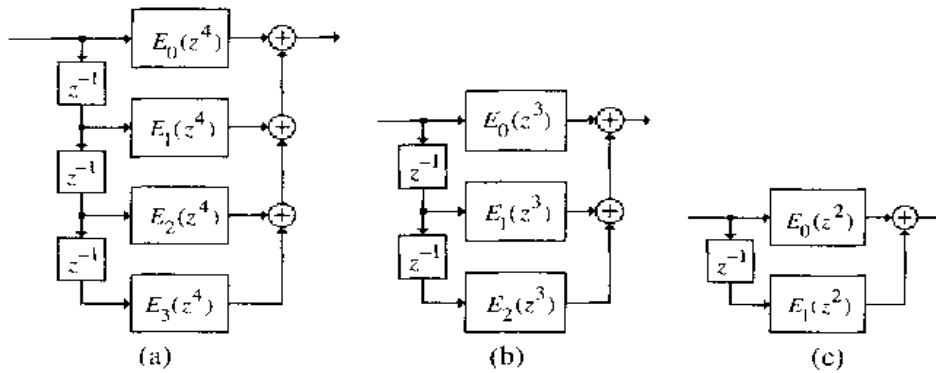 E₀(z⁴)
z⁻¹
E₁(z⁴)
z⁻¹
E₂(z⁴)
z⁻¹
E₃(z⁴)
(a)
E₀(z³)
z⁻¹
E₁(z³)
z⁻¹
E₂(z³)
(b)
E₀(z²)
z⁻¹
E₁(z²)
(c)